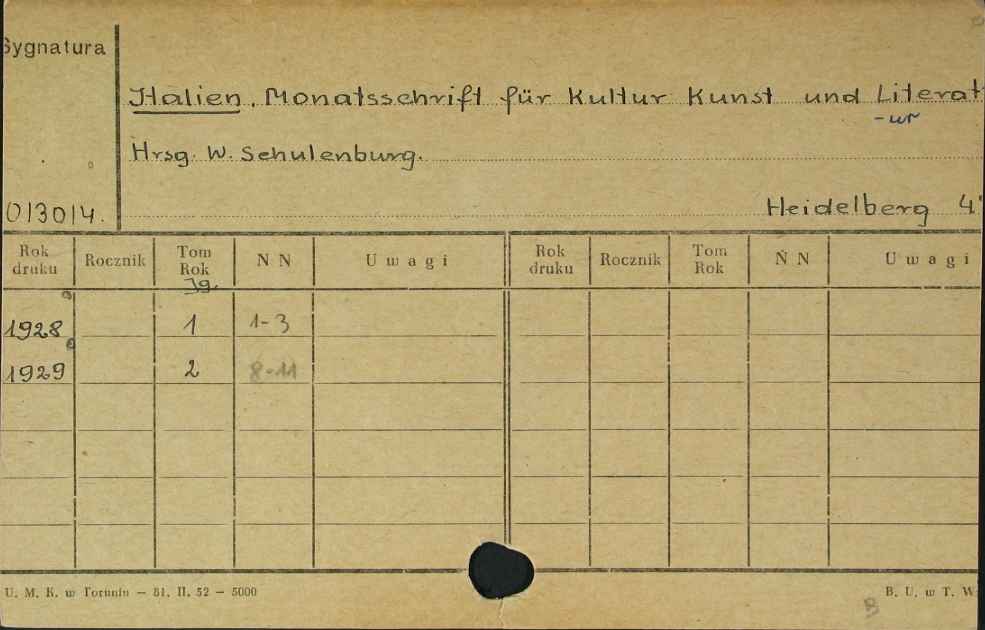 Sygnatura
Italien. Monatsschrift für Kultur Kunst und Literat
-ur
Hrsg. W. Schulenburg.
Heidelberg 4°
013014.
Rok druku Rocznik Tom Rok N N Uwagi Rok druku Rocznik Tom Rok N N Uwagi
Jg.
1928 1 1-3
1929 2 8-11
U. M. K. w Toruniu — 81. II. 52 — 5000
B. U. w T. W
B